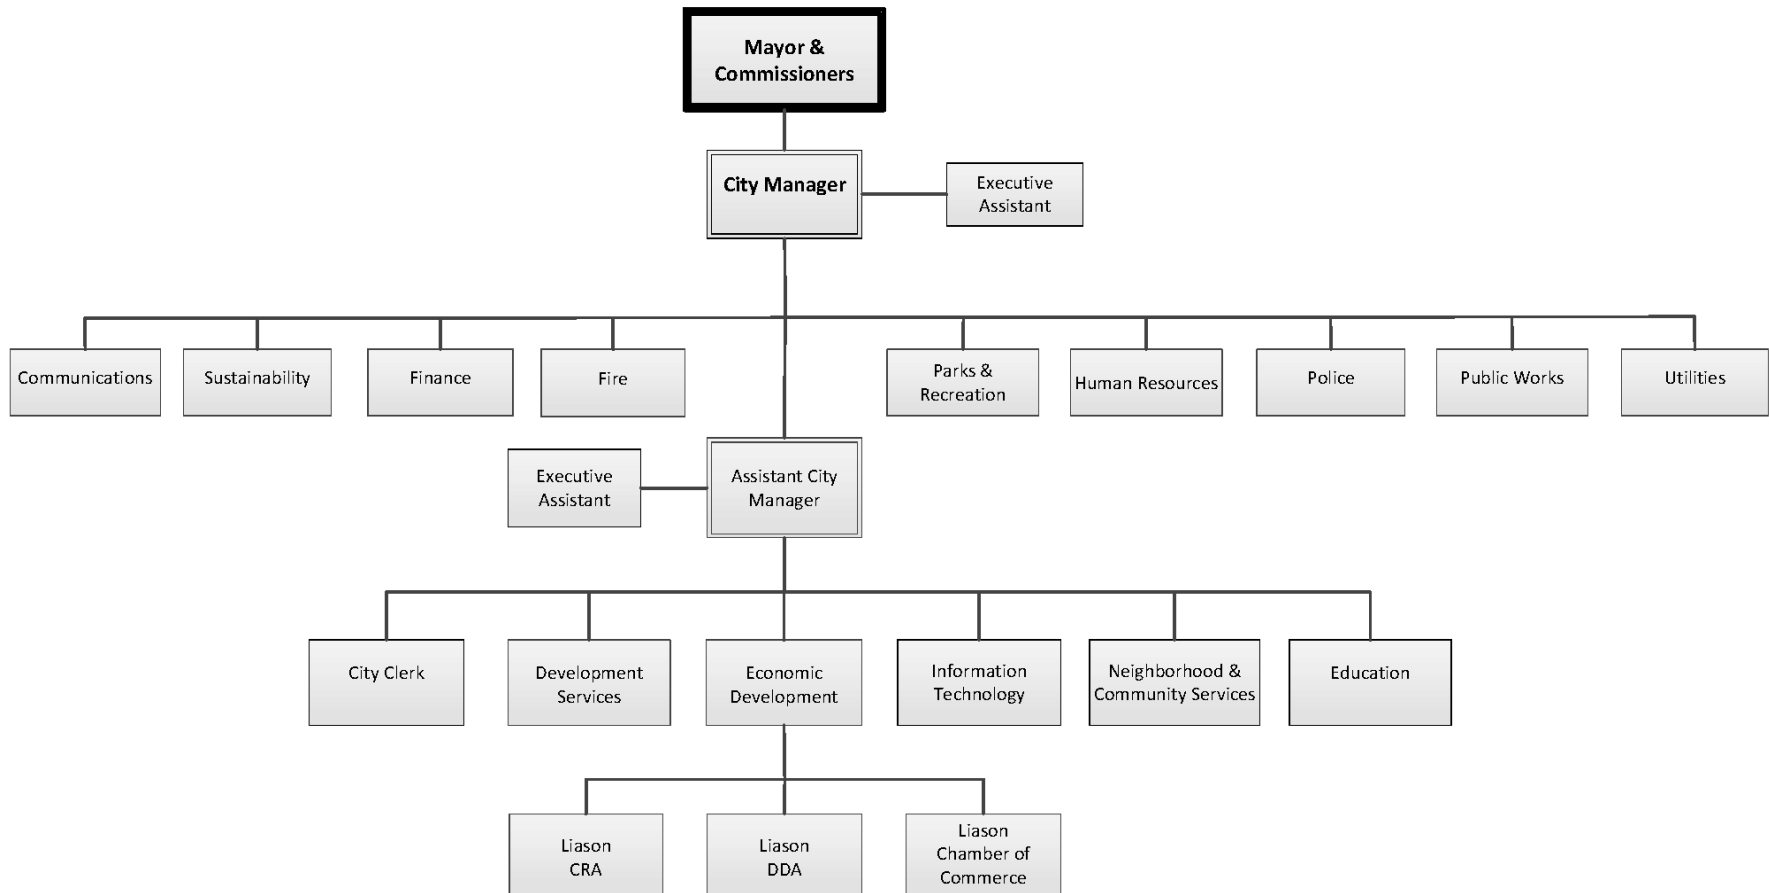 Mayor &
Commissioners
City Manager
Executive
Assistant
Communications
Sustainability
Finance
Fire
Parks &
Recreation
Human Resources
Police
Public Works
Utilities
Executive
Assistant
Assistant City
Manager
City Clerk
Development
Services
Economic
Development
Information
Technology
Neighborhood &
Community Services
Education
Liason
CRA
Liason
DDA
Liason
Chamber of
Commerce